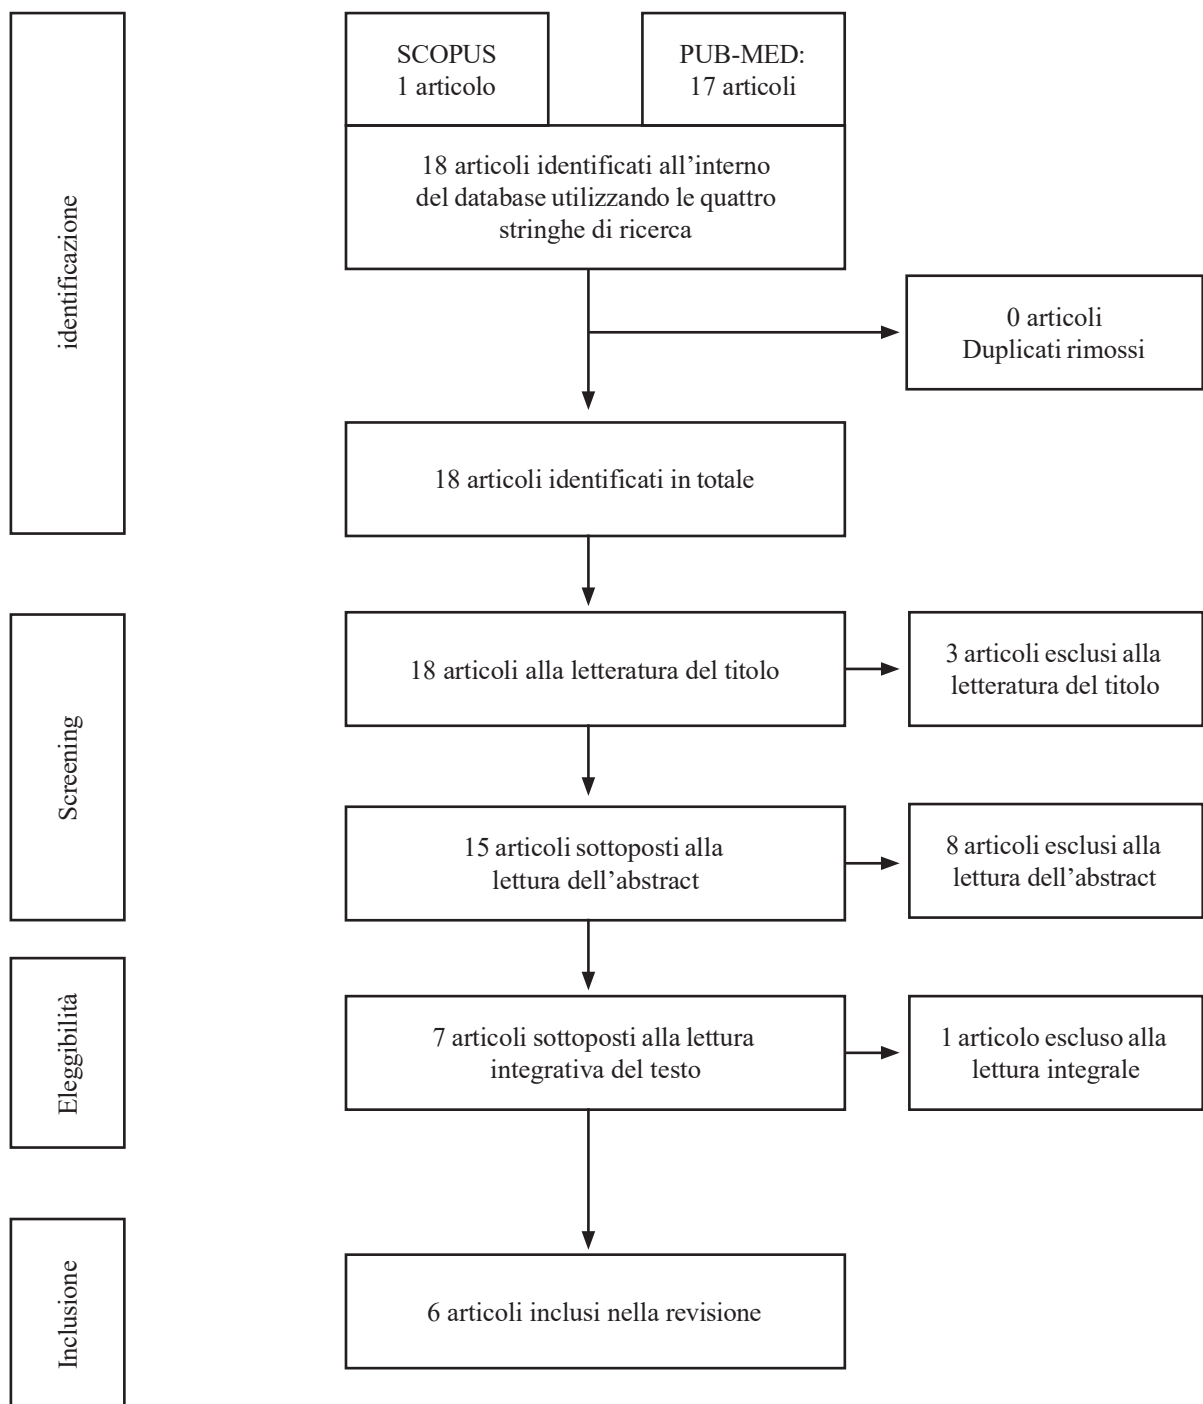 identificazione
SCOPUS
1 articolo
PUB-MED:
17 articoli
18 articoli identificati all’interno
del database utilizzando le quattro
stringhe di ricerca
0 articoli
Duplicati rimossi
18 articoli identificati in totale
Screening
18 articoli alla letteratura del titolo
3 articoli esclusi alla
letteratura del titolo
15 articoli sottoposti alla
lettura dell’abstract
8 articoli esclusi alla
lettura dell’abstract
Eleggibilità
7 articoli sottoposti alla lettura
integrativa del testo
1 articolo escluso alla
lettura integrale
Inclusione
6 articoli inclusi nella revisione